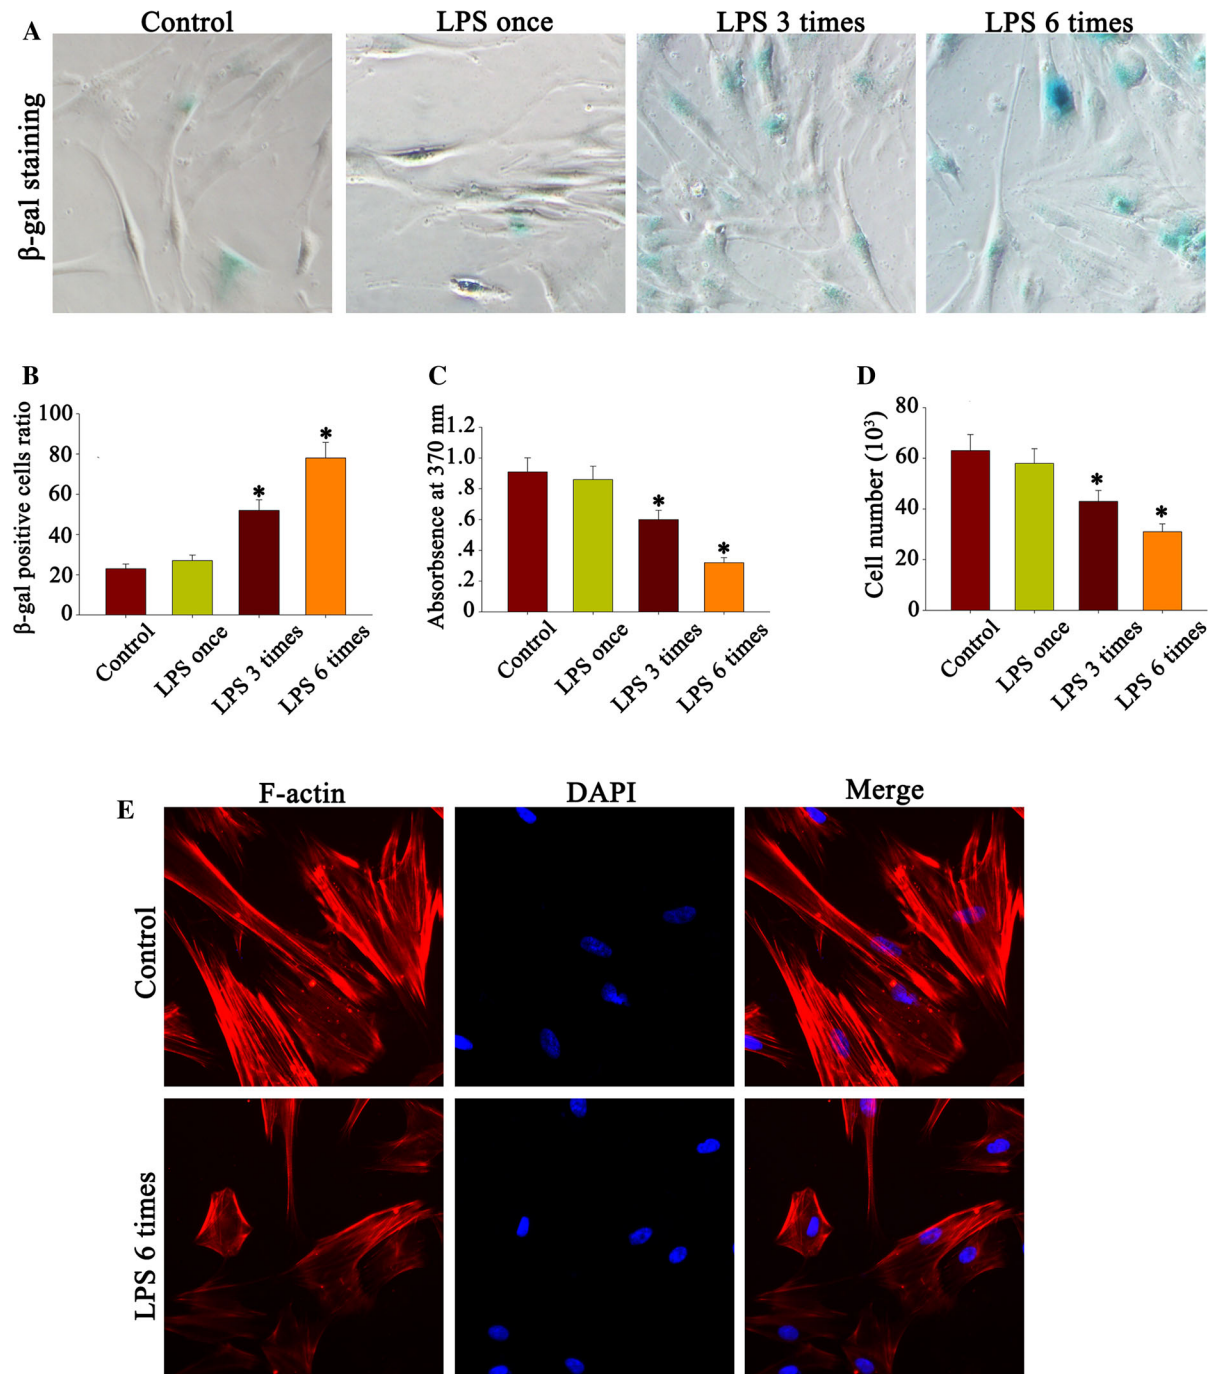 A
Control
LPS once
LPS 3 times
LPS 6 times
β-gal staining
B
β-gal positive cells ratio
100
80
60
40
20
0
*
*
Control
LPS once
LPS 3 times
LPS 6 times
C
Absorbsence at 370 nm
1.2
1.0
.8
.6
.4
.2
0
*
*
Control
LPS once
LPS 3 times
LPS 6 times
D
Cell number (10³)
80
60
40
20
0
*
*
Control
LPS once
LPS 3 times
LPS 6 times
E
F-actin
DAPI
Merge
Control
LPS 6 times